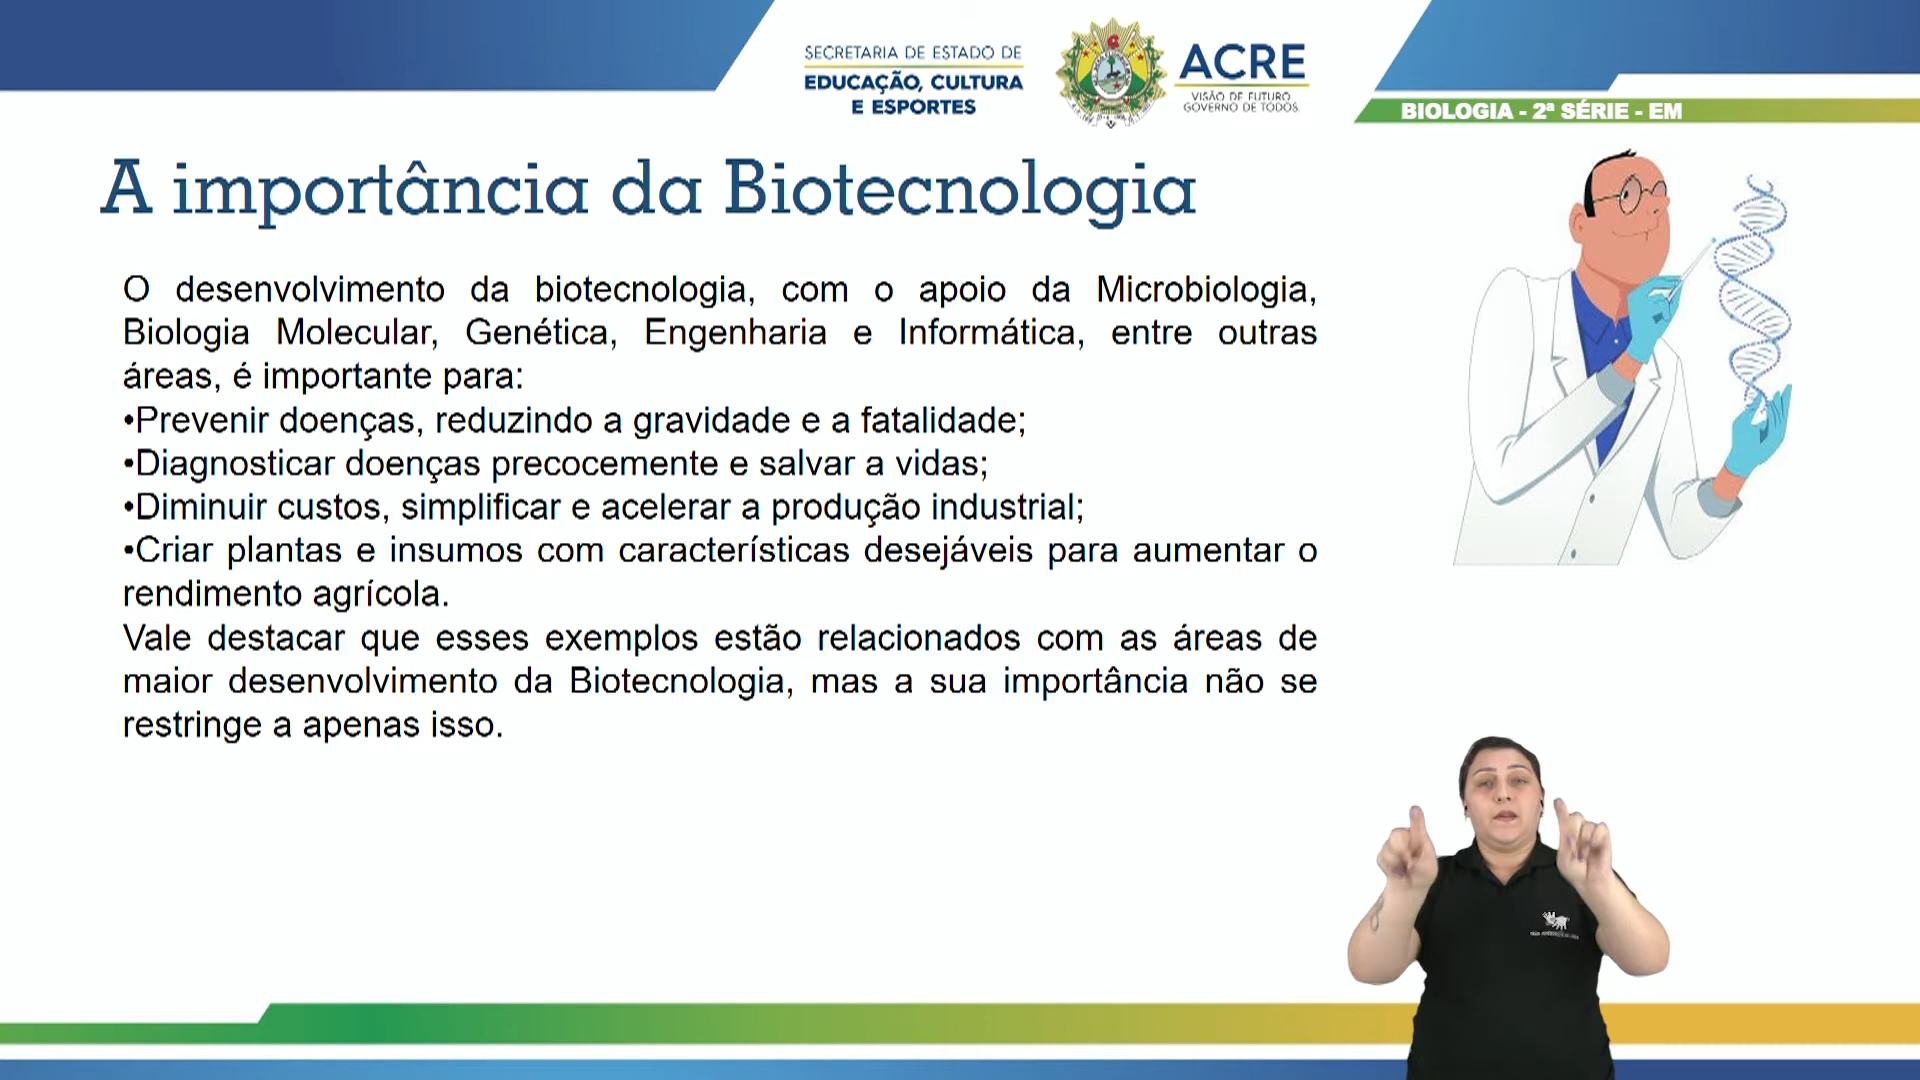 SECRETARIA DE ESTADO DE
EDUCAÇÃO, CULTURA
E ESPORTES
ACRE
VISÃO DE FUTURO
GOVERNO DE TODOS.
BIOLOGIA - 2ª SÉRIE - EM
A importância da Biotecnologia
O desenvolvimento da biotecnologia, com o apoio da Microbiologia,
Biologia Molecular, Genética, Engenharia e Informática, entre outras
áreas, é importante para:
•Prevenir doenças, reduzindo a gravidade e a fatalidade;
•Diagnosticar doenças precocemente e salvar a vidas;
•Diminuir custos, simplificar e acelerar a produção industrial;
•Criar plantas e insumos com características desejáveis para aumentar o
rendimento agrícola.
Vale destacar que esses exemplos estão relacionados com as áreas de
maior desenvolvimento da Biotecnologia, mas a sua importância não se
restringe a apenas isso.